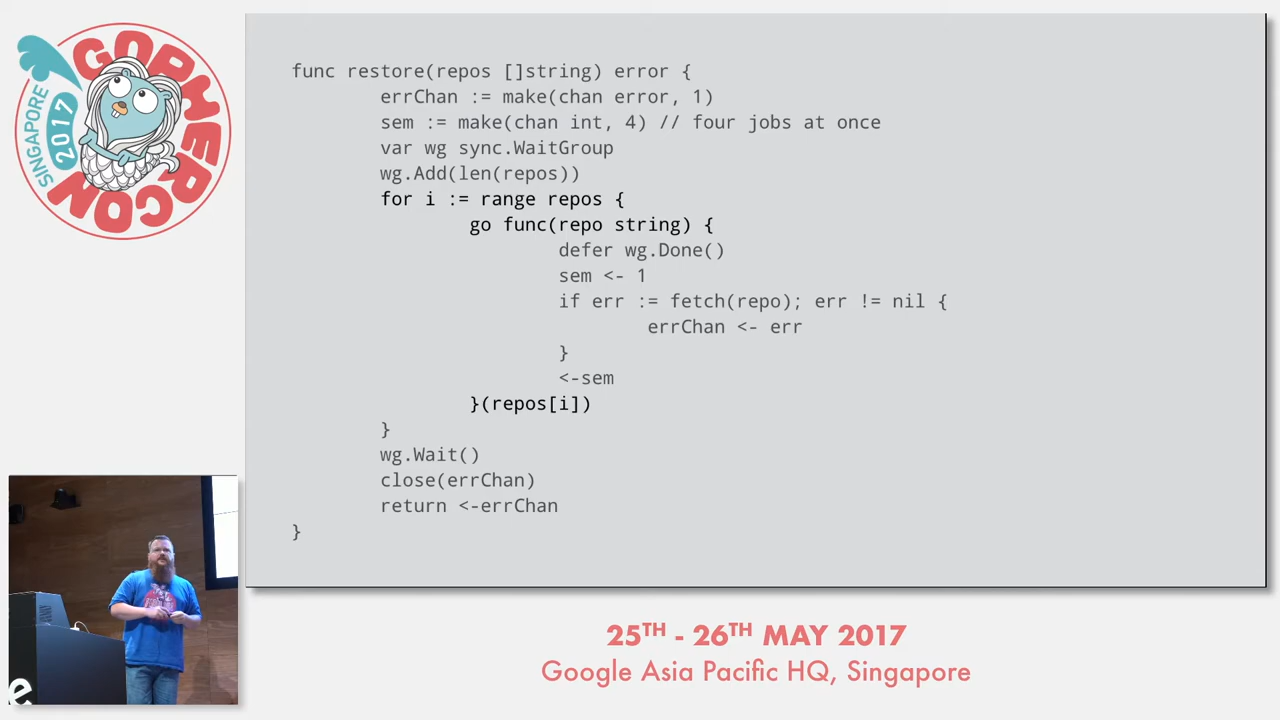 GOPHERCON
SINGAPORE
2017
func restore(repos []string) error {
        errChan := make(chan error, 1)
        sem := make(chan int, 4) // four jobs at once
        var wg sync.WaitGroup
        wg.Add(len(repos))
        for i := range repos {
                go func(repo string) {
                        defer wg.Done()
                        sem <- 1
                        if err := fetch(repo); err != nil {
                                errChan <- err
                        }
                        <-sem
                }(repos[i])
        }
        wg.Wait()
        close(errChan)
        return <-errChan
}
25TH - 26TH MAY 2017
Google Asia Pacific HQ, Singapore